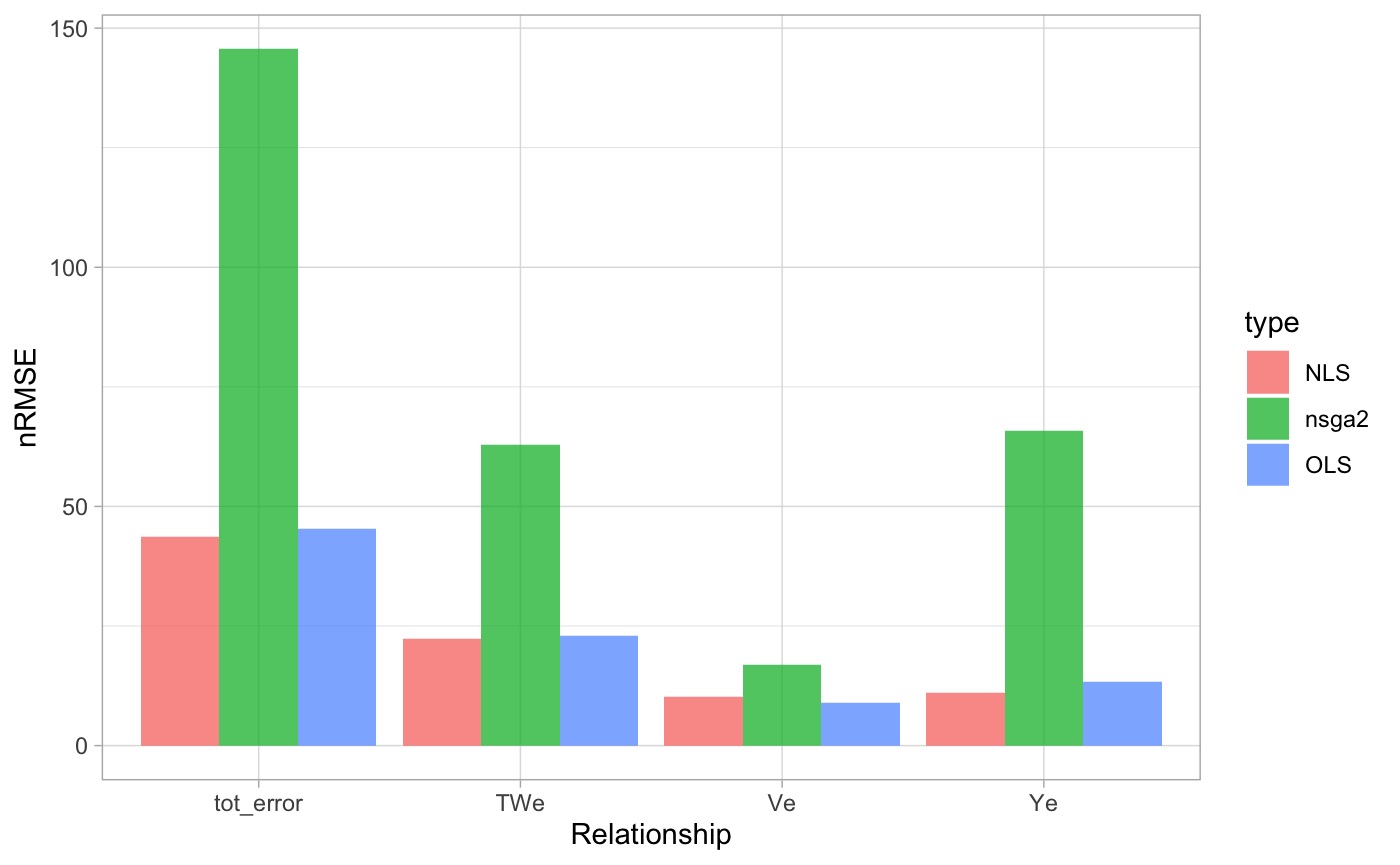 150
100
50
0
nRMSE
tot_error
TWe
Ve
Ye
Relationship
type
NLS
nsga2
OLS